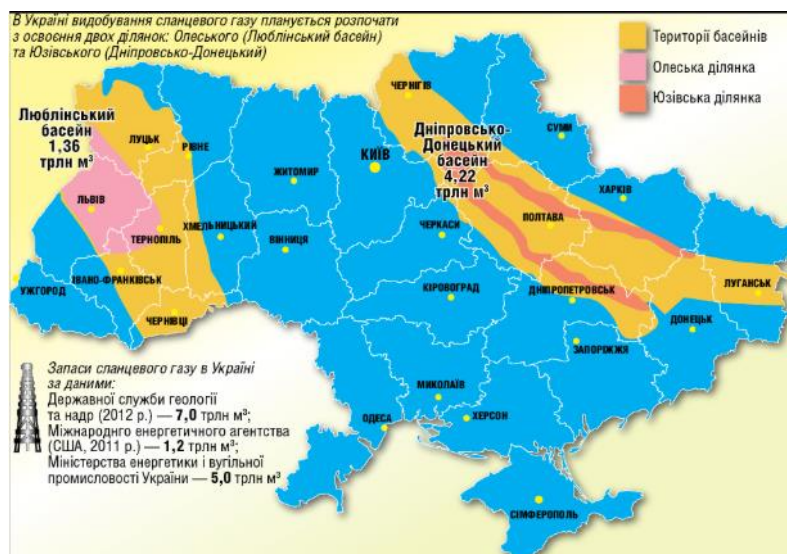 В Україні видобування сланцевого газу планується розпочати
з освоєння двох ділянок: Олеського (Люблінський басейн)
та Юзівського (Дніпровсько-Донецький)
Території басейнів
Олеська ділянка
Юзівська ділянка
Люблінський
басейн
1,36
трлн м³
Дніпровсько-
Донецький
басейн
4,22
трлн м³
ЧЕРНІГІВ
ЛУЦЬК
РІВНЕ
СУМИ
ЖИТОМИР
КИЇВ
ХАРКІВ
ЛЬВІВ
ТЕРНОПІЛЬ
ХМЕЛЬНИЦЬКИЙ
ВІННИЦЯ
ЧЕРКАСИ
ПОЛТАВА
УЖГОРОД
ІВАНО-ФРАНКІВСЬК
ЧЕРНІВЦІ
КІРОВОГРАД
ДНІПРОПЕТРОВСЬК
ЛУГАНСЬК
ДОНЕЦЬК
ЗАПОРІЖЖЯ
МИКОЛАЇВ
ОДЕСА
ХЕРСОН
СІМФЕРОПОЛЬ
Запаси сланцевого газу в Україні
за даними:
Державної служби геології
та надр (2012 р.) — 7,0 трлн м³;
Міжнароднго енергетичного агентства
(США, 2011 р.) — 1,2 трлн м³;
Міністерства енергетики і вугільної
промисловості України — 5,0 трлн м³